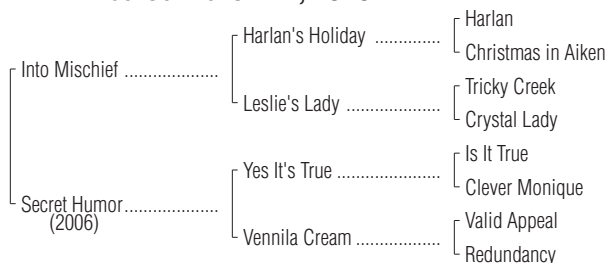 Harlan
Harlan's Holiday ..................
Christmas in Aiken
Into Mischief .....................
Tricky Creek
Leslie's Lady .....................
Crystal Lady
Is It True
Yes It's True .....................
Clever Monique
Secret Humor.....................
(2006)
Valid Appeal
Vennila Cream ...................
Redundancy